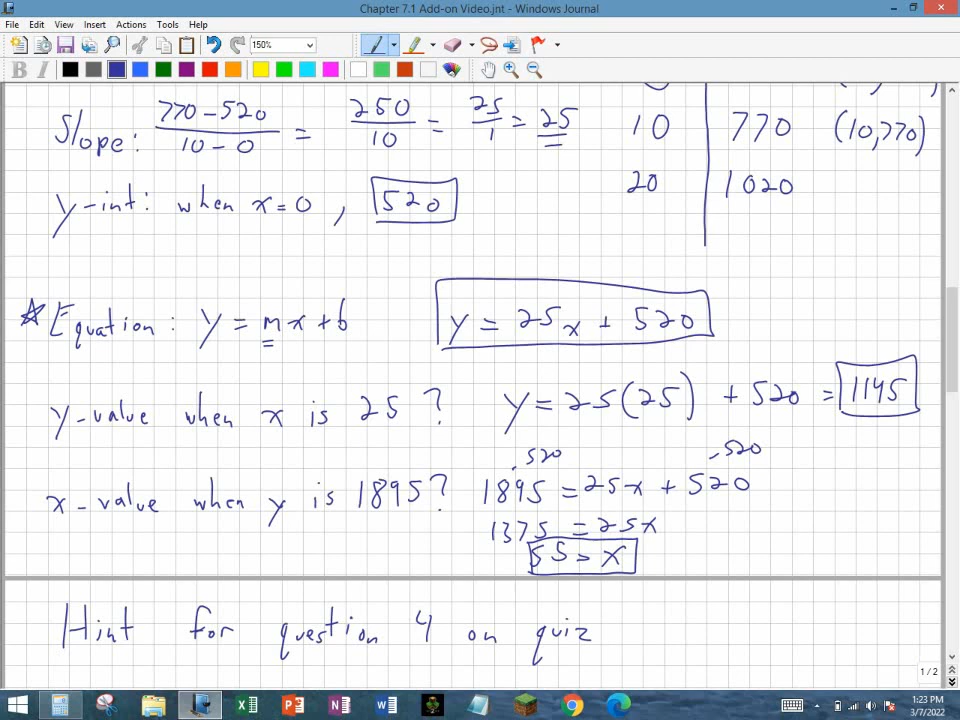 Chapter 7.1 Add-on Video.jnt - Windows Journal
File Edit View Insert Actions Tools Help
150%
B I
Slope: 770-520 / 10-0 = 250 / 10 = 25 / 1 = 25
10 770 (10,770)
20 1020
y-int: when x=0, 520
Equation: y = mx+b y = 25x + 520
y-value when x is 25? y = 25(25) + 520 = 1145
-520 -520
x-value when y is 1895? 1895 = 25x + 520
1375 = 25x
55 = x
Hint for question 4 on quiz
1 / 2
1:23 PM
3/7/2022